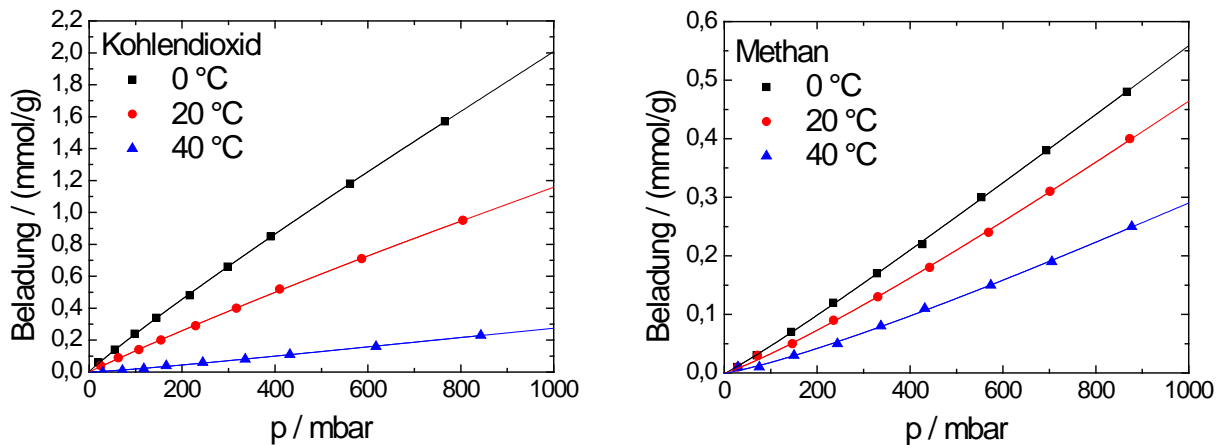 Kohlendioxid
0 °C
20 °C
40 °C
2,2
2,0
1,8
1,6
1,4
1,2
1,0
0,8
0,6
0,4
0,2
0,0
Beladung / (mmol/g)
0 200 400 600 800 1000
p / mbar
Methan
0 °C
20 °C
40 °C
0,6
0,5
0,4
0,3
0,2
0,1
0,0
Beladung / (mmol/g)
0 200 400 600 800 1000
p / mbar